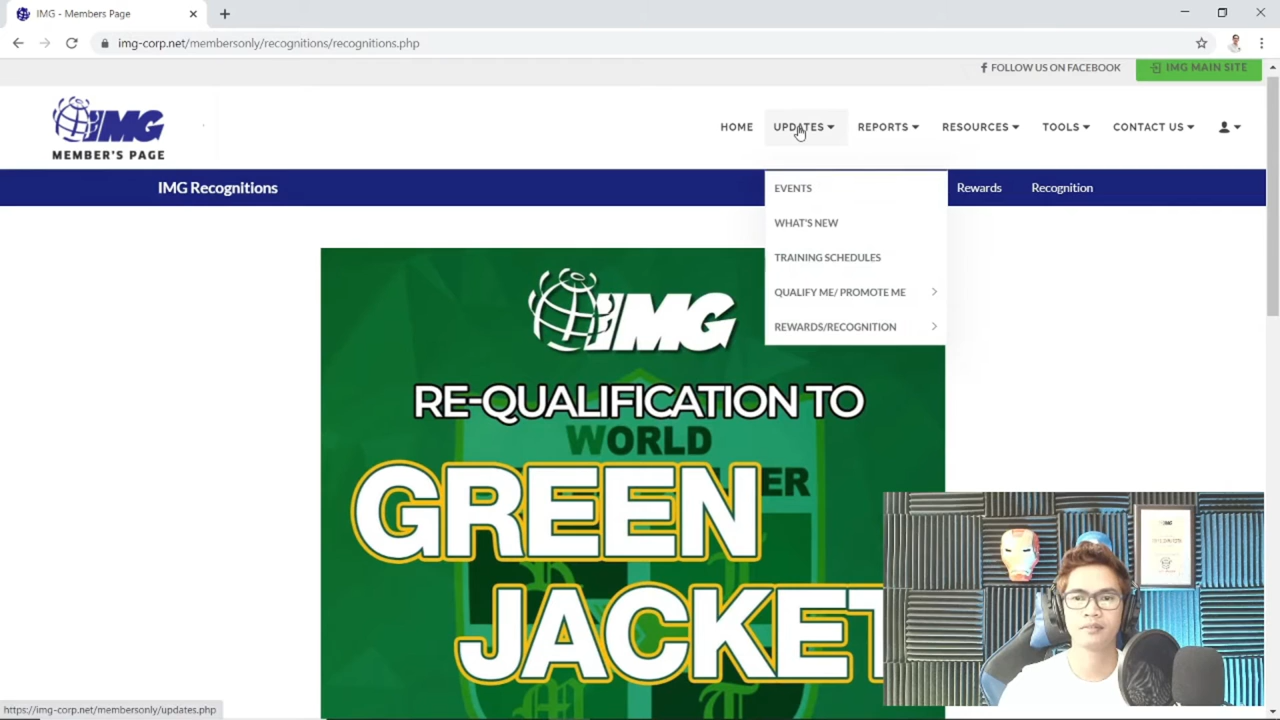 IMG - Members Page
img-corp.net/membersonly/recognitions/recognitions.php
FOLLOW US ON FACEBOOK
IMG MAIN SITE
IMG
MEMBER'S PAGE
HOME
UPDATES
REPORTS
RESOURCES
TOOLS
CONTACT US
IMG Recognitions
Rewards
Recognition
EVENTS
WHAT'S NEW
TRAINING SCHEDULES
QUALIFY ME/ PROMOTE ME
REWARDS/RECOGNITION
IMG
RE-QUALIFICATION TO
WORLD
GREEN
JACKET
https://img-corp.net/membersonly/updates.php